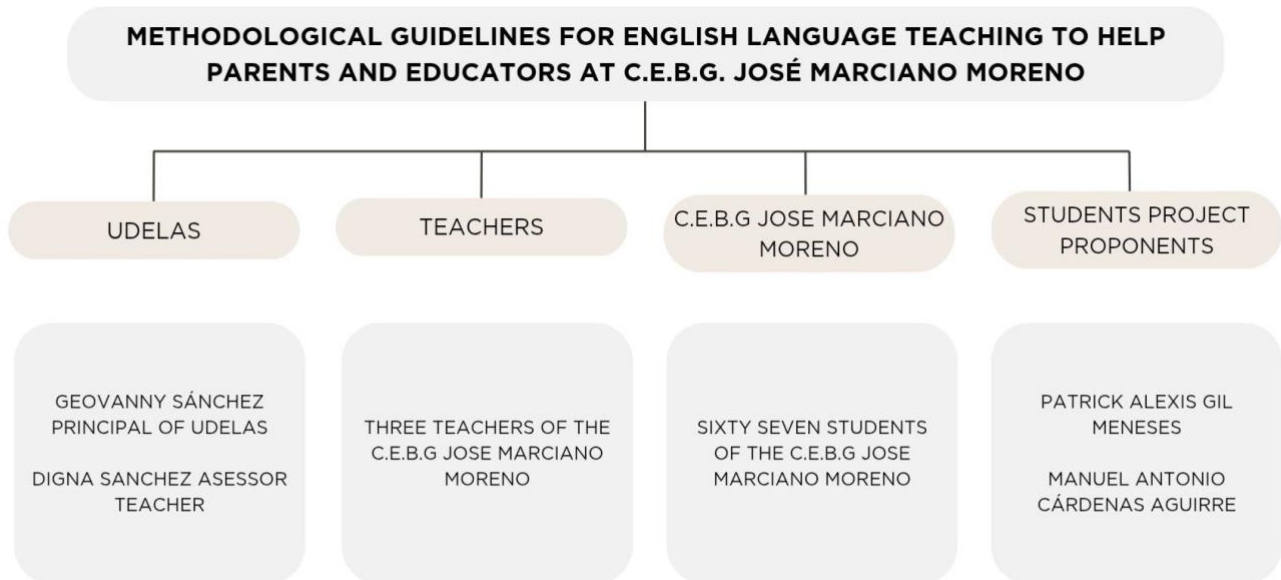 METHODOLOGICAL GUIDELINES FOR ENGLISH LANGUAGE TEACHING TO HELP
PARENTS AND EDUCATORS AT C.E.B.G. JOSÉ MARCIANO MORENO
UDELAS
TEACHERS
C.E.B.G JOSE MARCIANO
MORENO
STUDENTS PROJECT
PROPONENTS
GEOVANNY SÁNCHEZ
PRINCIPAL OF UDELAS
DIGNA SANCHEZ ASESSOR
TEACHER
THREE TEACHERS OF THE
C.E.B.G JOSE MARCIANO
MORENO
SIXTY SEVEN STUDENTS
OF THE C.E.B.G JOSE
MARCIANO MORENO
PATRICK ALEXIS GIL
MENESES
MANUEL ANTONIO
CÁRDENAS AGUIRRE